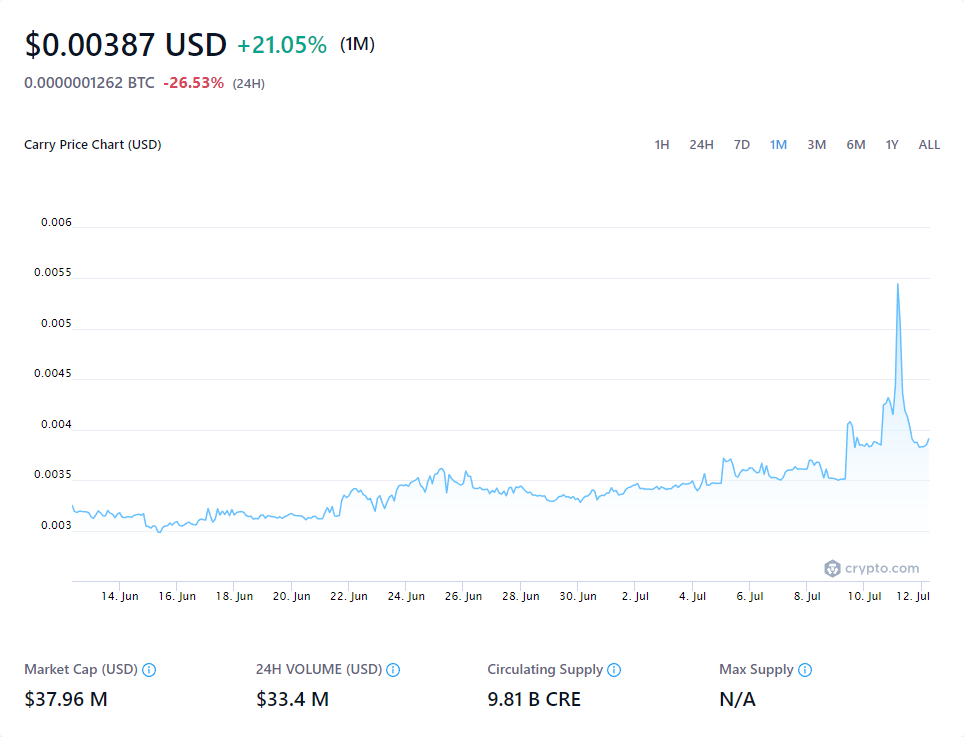 $0.00387 USD +21.05% (1M)
0.0000001262 BTC -26.53% (24H)
Carry Price Chart (USD) 1H 24H 7D 1M 3M 6M 1Y ALL
0.006
0.0055
0.005
0.0045
0.004
0.0035
0.003
crypto.com
14. Jun 16. Jun 18. Jun 20. Jun 22. Jun 24. Jun 26. Jun 28. Jun 30. Jun 2. Jul 4. Jul 6. Jul 8. Jul 10. Jul 12. Jul
Market Cap (USD) 24H VOLUME (USD) Circulating Supply Max Supply
$37.96 M $33.4 M 9.81 B CRE N/A